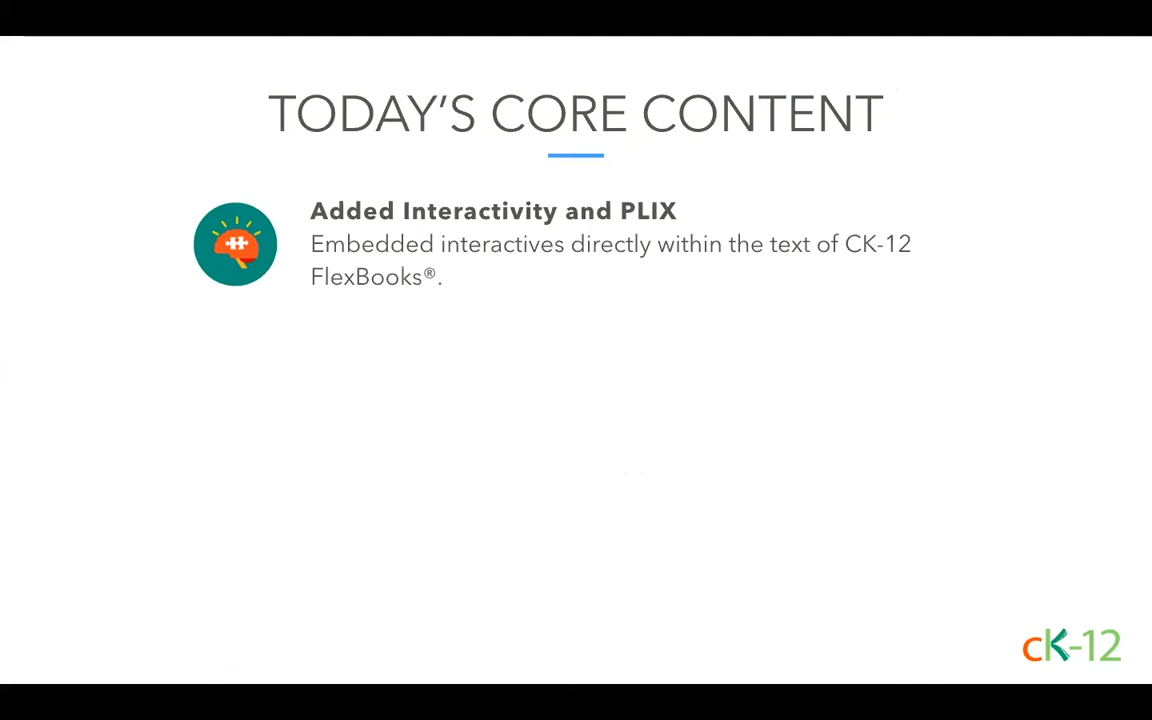 TODAY’S CORE CONTENT
Added Interactivity and PLIX
Embedded interactives directly within the text of CK-12
FlexBooks®.
cK-12